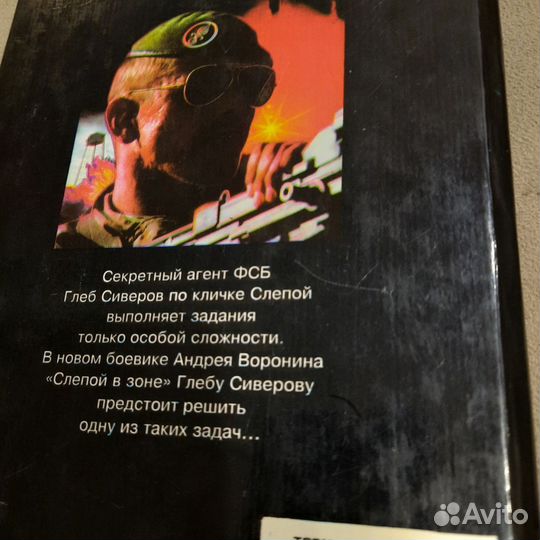 Секретный агент ФСБ
Глеб Сиверов по кличке Слепой
выполняет задания
только особой сложности.
В новом боевике Андрея Воронина
«Слепой в зоне» Глебу Сиверову
предстоит решить
одну из таких задач...
Avito